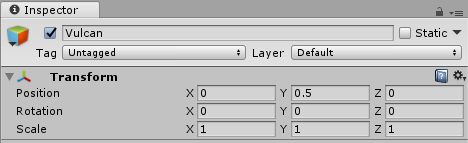 Inspector
Vulcan Static
Tag Untagged Layer Default
Transform
Position X 0 Y 0.5 Z 0
Rotation X 0 Y 0 Z 0
Scale X 1 Y 1 Z 1